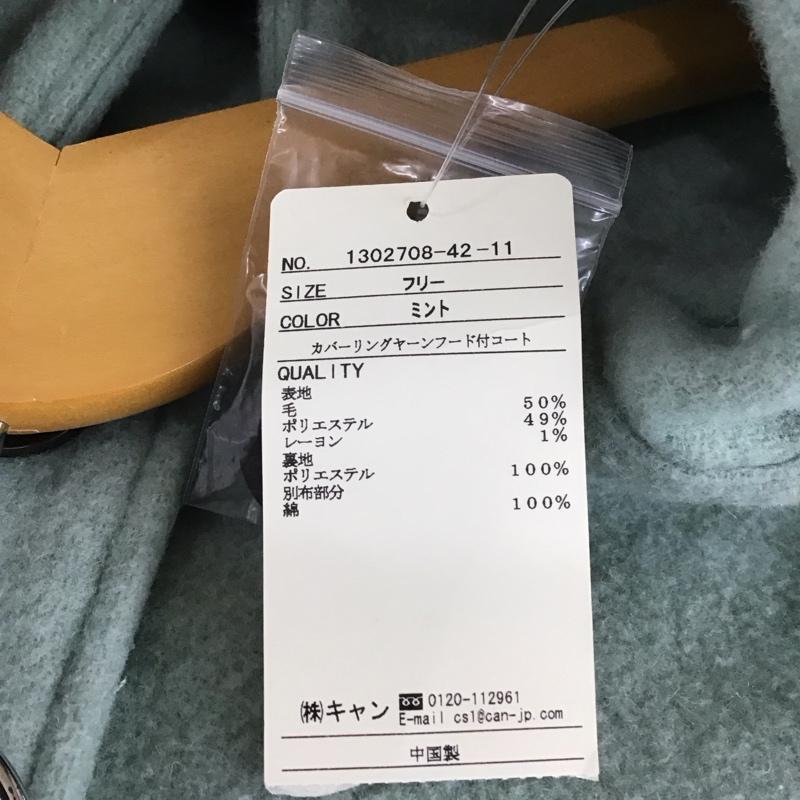 NO. 1302708-42-11
SIZE フリー
COLOR ミント
カバーリングヤーンフード付コート
QUALITY
表地
毛 50%
ポリエステル 49%
レーヨン 1%
裏地
ポリエステル 100%
別布部分
綿 100%
㈱キャン 0120-112961
E-mail cs1@can-jp.com
中国製